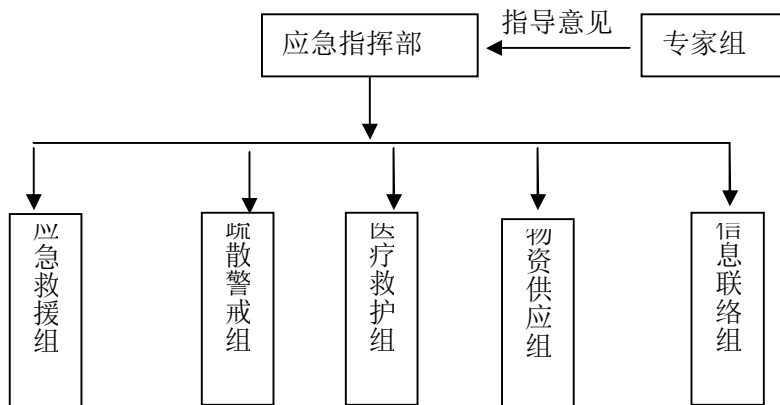 应急指挥部
指导意见
专家组
应急救援组
疏散警戒组
医疗救护组
物资供应组
信息联络组